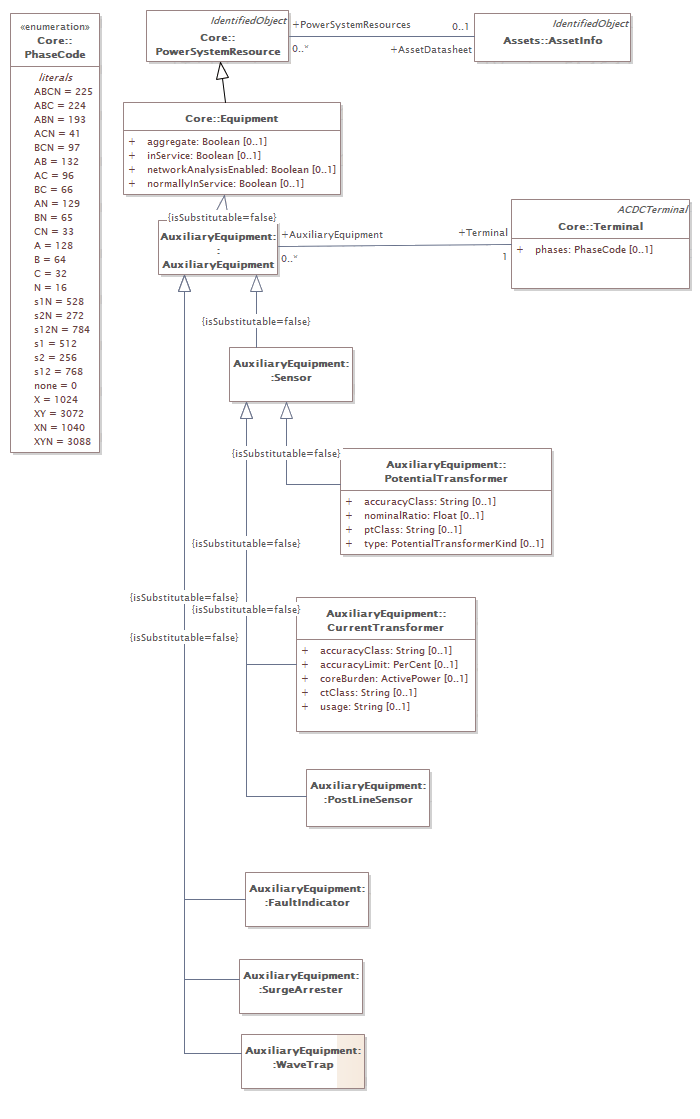 «enumeration»
Core::
PhaseCode
literals
ABCN = 225
ABC = 224
ABN = 193
ACN = 41
BCN = 97
AB = 132
AC = 96
BC = 66
AN = 129
BN = 65
CN = 33
A = 128
B = 64
C = 32
N = 16
s1N = 528
s2N = 272
s12N = 784
s1 = 512
s2 = 256
s12 = 768
none = 0
X = 1024
XY = 3072
XN = 1040
XYN = 3088
IdentifiedObject
Core::
PowerSystemResource
+PowerSystemResources
0..*
0..1
+AssetDatasheet
IdentifiedObject
Assets::AssetInfo
Core::Equipment
+ aggregate: Boolean [0..1]
+ inService: Boolean [0..1]
+ networkAnalysisEnabled: Boolean [0..1]
+ normallyInService: Boolean [0..1]
{isSubstitutable=false}
AuxiliaryEquipment:
:
AuxiliaryEquipment
+AuxiliaryEquipment
0..*
+Terminal
1
ACDCTerminal
Core::Terminal
+ phases: PhaseCode [0..1]
{isSubstitutable=false}
AuxiliaryEquipment:
:Sensor
{isSubstitutable=false}
AuxiliaryEquipment::
PotentialTransformer
+ accuracyClass: String [0..1]
+ nominalRatio: Float [0..1]
+ ptClass: String [0..1]
+ type: PotentialTransformerKind [0..1]
{isSubstitutable=false}
{isSubstitutable=false}
{isSubstitutable=false}
{isSubstitutable=false}
AuxiliaryEquipment::
CurrentTransformer
+ accuracyClass: String [0..1]
+ accuracyLimit: PerCent [0..1]
+ coreBurden: ActivePower [0..1]
+ ctClass: String [0..1]
+ usage: String [0..1]
AuxiliaryEquipment:
:PostLineSensor
AuxiliaryEquipment:
:FaultIndicator
AuxiliaryEquipment:
:SurgeArrester
AuxiliaryEquipment:
:WaveTrap